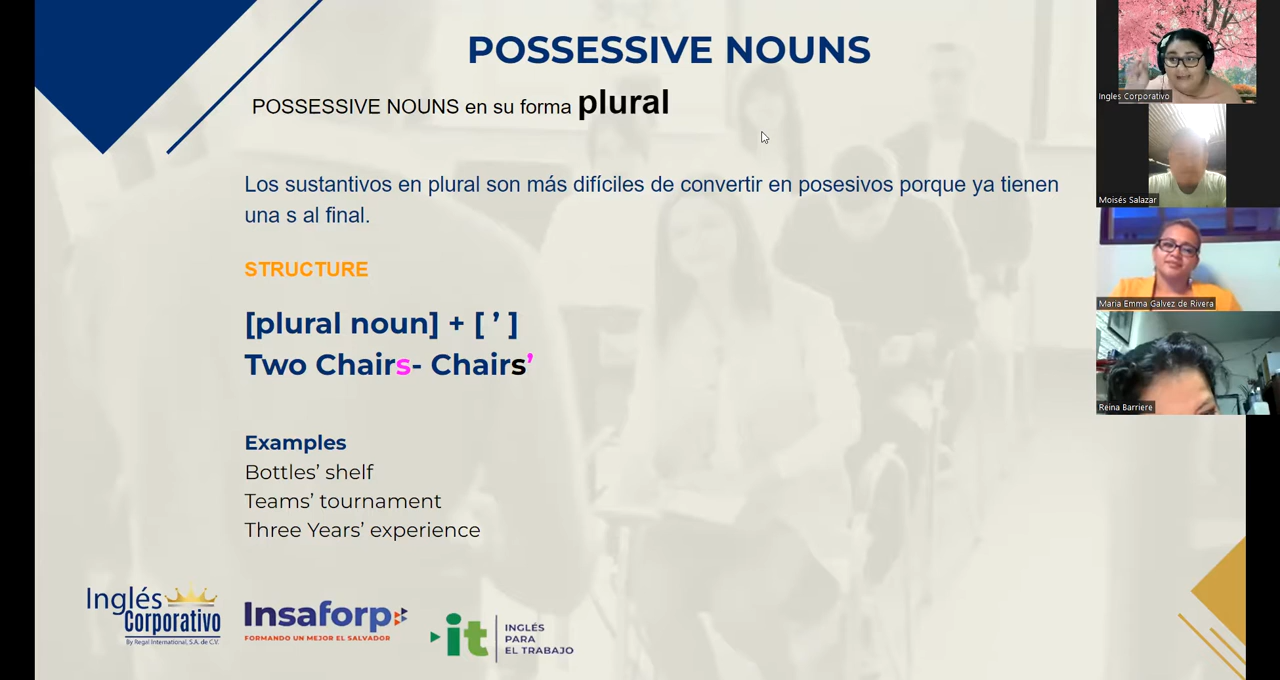 POSSESSIVE NOUNS
POSSESSIVE NOUNS en su forma plural
Los sustantivos en plural son más difíciles de convertir en posesivos porque ya tienen
una s al final.
STRUCTURE
[plural noun] + [ ’ ]
Two Chairs- Chairs’
Examples
Bottles’ shelf
Teams’ tournament
Three Years’ experience
Inglés
Corporativo
By Regal International, S.A. de C.V.
Insaforp
FORMANDO UN MEJOR EL SALVADOR
it
INGLÉS
PARA
EL TRABAJO
Ingles Corporativo
Moisés Salazar
Maria Emma Galvez de Rivera
Reina Barriere